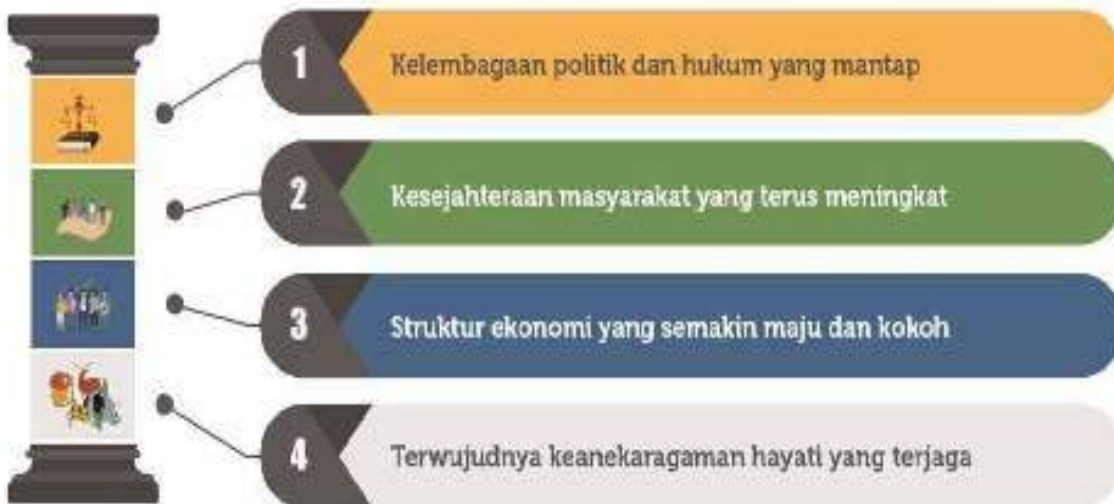 1
Kelembagaan politik dan hukum yang mantap
2
Kesejahteraan masyarakat yang terus meningkat
3
Struktur ekonomi yang semakin maju dan kokoh
4
Terwujudnya keanekaragaman hayati yang terjaga